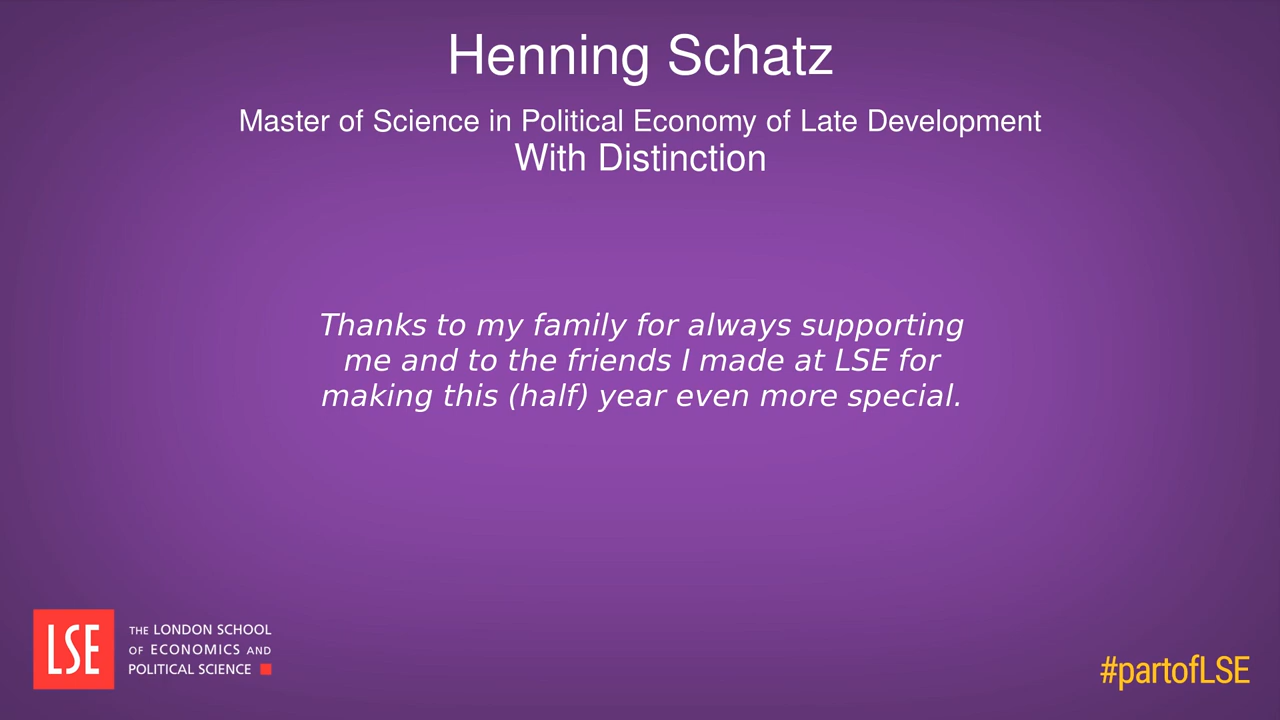 Henning Schatz
Master of Science in Political Economy of Late Development
With Distinction
Thanks to my family for always supporting
me and to the friends I made at LSE for
making this (half) year even more special.
LSE
THE LONDON SCHOOL
OF ECONOMICS AND
POLITICAL SCIENCE
#partofLSE